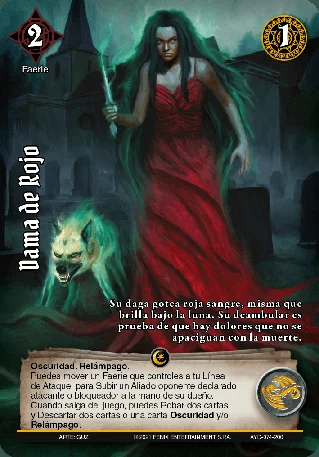 2
1
Faerie
Dama de Rojo
Su daga gotea roja sangre, misma que
brilla bajo la luna. Su deambular es
prueba de que hay dolores que no se
apaciguan con la muerte.
Oscuridad. Relámpago.
Puedes mover un Faerie que controles a tu Línea
de Ataque para Subir un Aliado oponente declarado
atacante o bloqueador a la mano de su dueño.
Cuando salga del juego, puedes Robar dos cartas
y Descartar dos cartas o una carta Oscuridad y/o
Relámpago.
ENTERTAINMENT S.P.A.